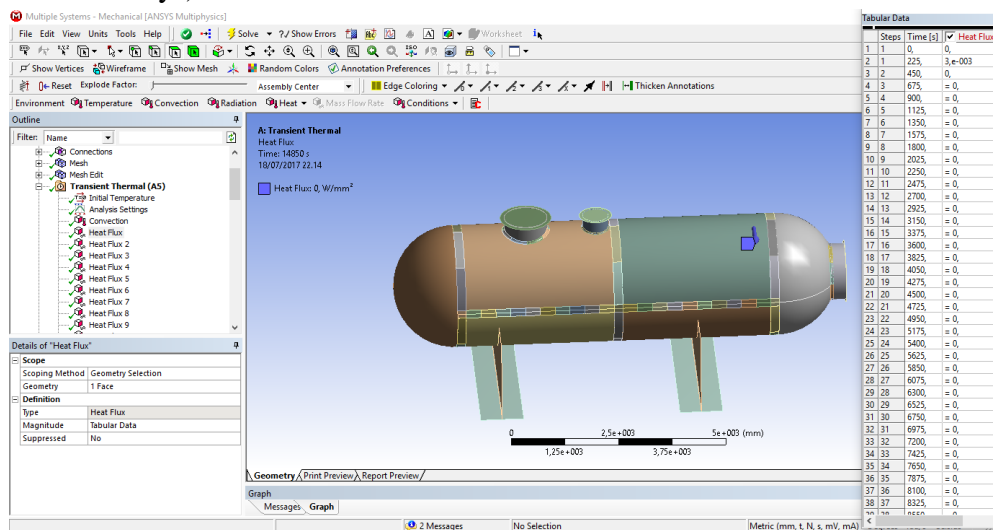 Multiple Systems - Mechanical [ANSYS Multiphysics]
File Edit View Units Tools Help Solve ?/ Show Errors Worksheet
Show Vertices Wireframe Show Mesh Random Colors Annotation Preferences
Reset Explode Factor: Assembly Center Edge Coloring Thicken Annotations
Environment Temperature Convection Radiation Heat Mass Flow Rate Conditions
Outline
Filter: Name
Connections
Mesh
Mesh Edit
Transient Thermal (A5)
Initial Temperature
Analysis Settings
Convection
Heat Flux
Heat Flux 2
Heat Flux 3
Heat Flux 4
Heat Flux 5
Heat Flux 6
Heat Flux 7
Heat Flux 8
Heat Flux 9
Details of "Heat Flux"
Scope
Scoping Method Geometry Selection
Geometry 1 Face
Definition
Type Heat Flux
Magnitude Tabular Data
Suppressed No
A: Transient Thermal
Heat Flux
Time: 14850 s
18/07/2017 22.14
Heat Flux: 0, W/mm²
0 2,5e+003 5e+003 (mm)
1,25e+003 3,75e+003
Geometry Print Preview Report Preview
Graph
Messages Graph
2 Messages No Selection Metric (mm, t, N, s, mV, mA)
Tabular Data
Steps Time [s] Heat Flux
1 1 0, 0,
2 1 225, 3,e-003
3 2 450, 0,
4 3 675, = 0,
5 4 900, = 0,
6 5 1125, = 0,
7 6 1350, = 0,
8 7 1575, = 0,
9 8 1800, = 0,
10 9 2025, = 0,
11 10 2250, = 0,
12 11 2475, = 0,
13 12 2700, = 0,
14 13 2925, = 0,
15 14 3150, = 0,
16 15 3375, = 0,
17 16 3600, = 0,
18 17 3825, = 0,
19 18 4050, = 0,
20 19 4275, = 0,
21 20 4500, = 0,
22 21 4725, = 0,
23 22 4950, = 0,
24 23 5175, = 0,
25 24 5400, = 0,
26 25 5625, = 0,
27 26 5850, = 0,
28 27 6075, = 0,
29 28 6300, = 0,
30 29 6525, = 0,
31 30 6750, = 0,
32 31 6975, = 0,
33 32 7200, = 0,
34 33 7425, = 0,
35 34 7650, = 0,
36 35 7875, = 0,
37 36 8100, = 0,
38 37 8325, = 0,